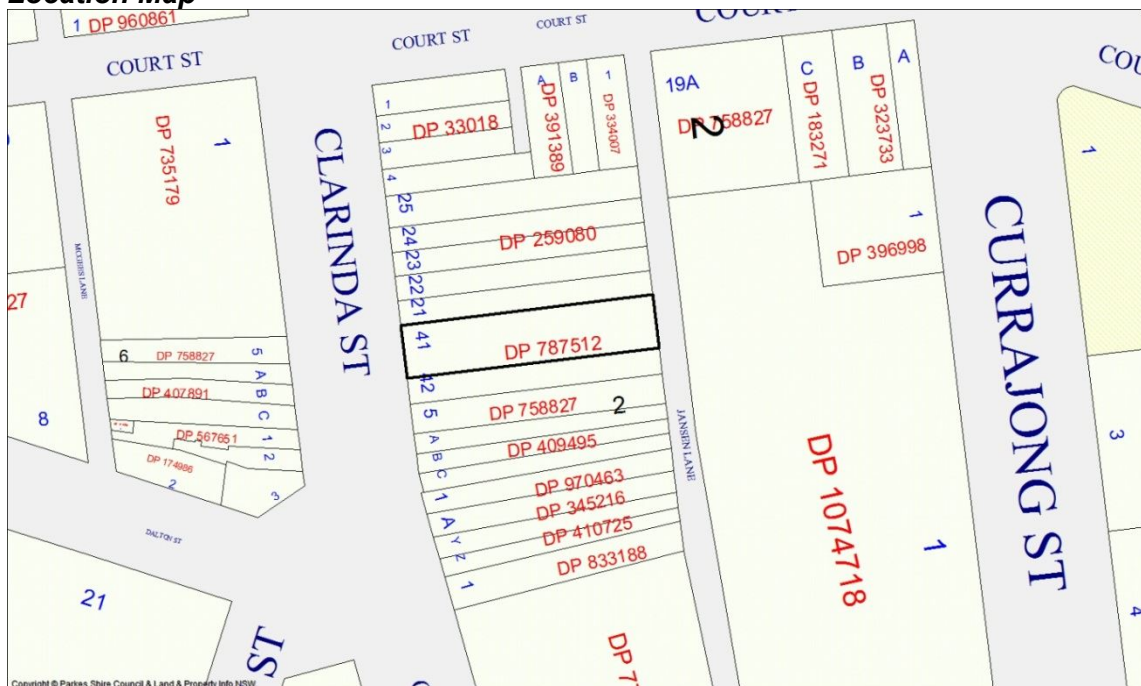 Location Map
1 DP 960861
COURT ST
COURT ST
COURT ST
DP 735179
1
CLARINDA ST
MCGEES LANE
27
8
6
DP 758827
5
A
DP 407891
B
C
DP 567651
1
2
DP 174986
2
3
DALTON ST
21
ST
1
2
DP 33018
3
4
A
DP 391389
B
1
DP 334007
25
24
DP 259080
23
22
21
41
DP 787512
42
5
DP 758827
2
A
DP 409495
B
C
DP 970463
1
DP 345216
A
DP 410725
Y
Z
DP 833188
1
JANSEN LANE
19A
DP 758827
2
C
DP 183271
B
DP 323733
A
1
DP 396998
DP 1074718
1
CURRAJONG ST
1
3
4
Copyright © Parkes Shire Council & Land & Property Info NSW